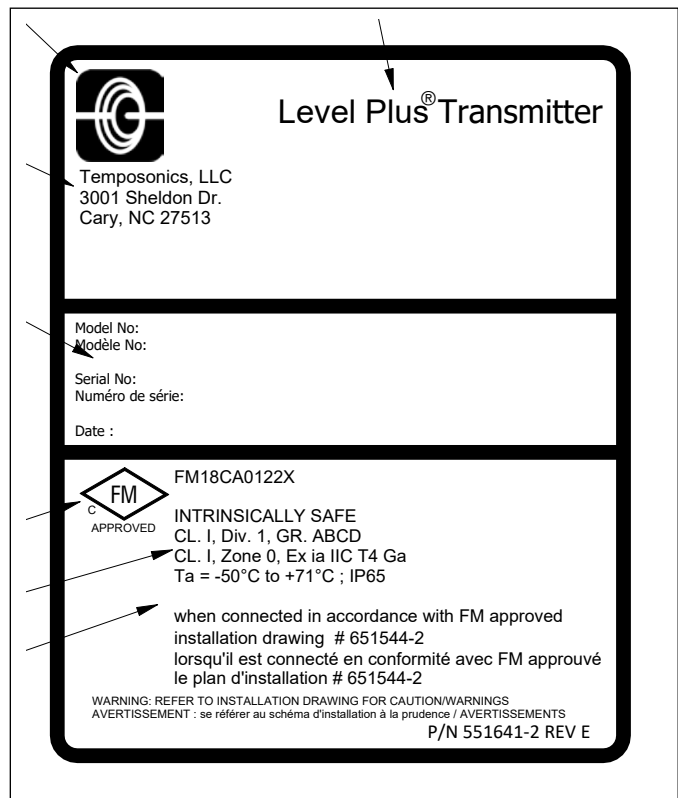 Level Plus® Transmitter
Temposonics, LLC
3001 Sheldon Dr.
Cary, NC 27513
Model No:
Modèle No:
Serial No:
Numéro de série:
Date :
FM
C
APPROVED
FM18CA0122X
INTRINSICALLY SAFE
CL. I, Div. 1, GR. ABCD
CL. I, Zone 0, Ex ia IIC T4 Ga
Ta = -50°C to +71°C ; IP65
when connected in accordance with FM approved
installation drawing # 651544-2
lorsqu'il est connecté en conformité avec FM approuvé
le plan d'installation # 651544-2
WARNING: REFER TO INSTALLATION DRAWING FOR CAUTION/WARNINGS
AVERTISSEMENT : se référer au schéma d'installation à la prudence / AVERTISSEMENTS
P/N 551641-2 REV E